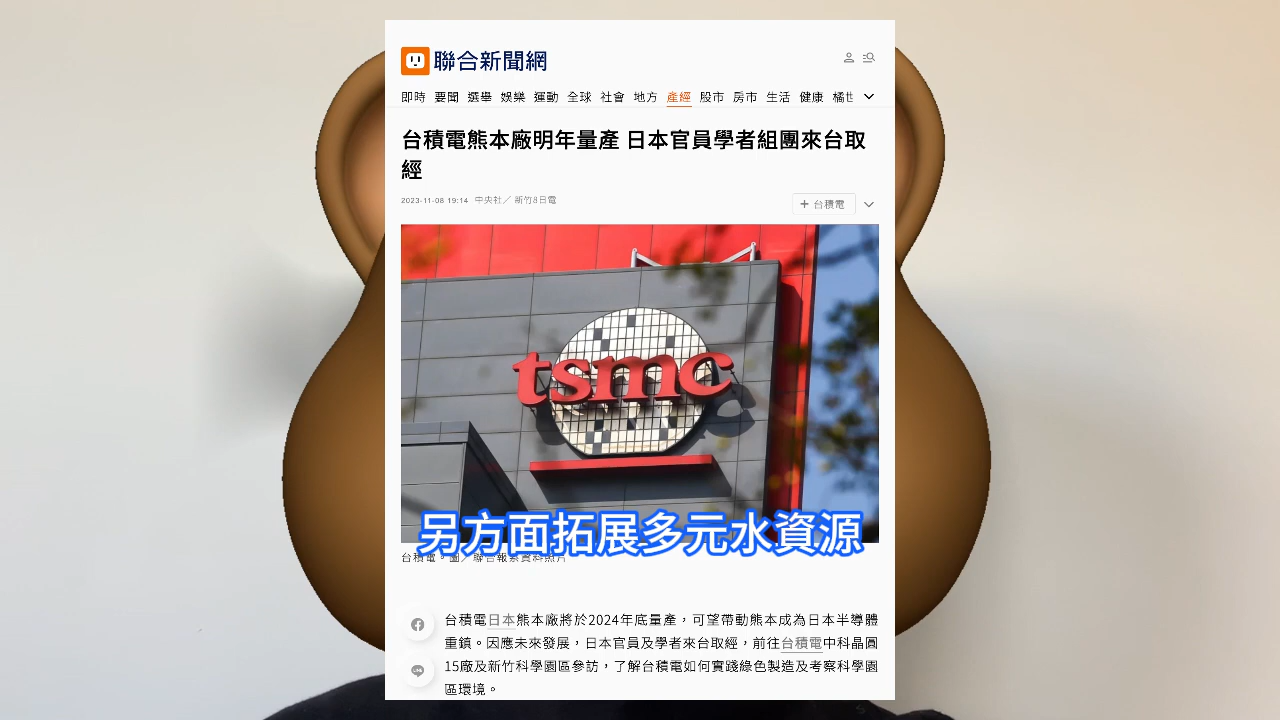 聯合新聞網
即時 要聞 選舉 娛樂 運動 全球 社會 地方 產經 股市 房市 生活 健康 橘世
台積電熊本廠明年量產 日本官員學者組團來台取
經
2023-11-08 19:14 中央社／ 新竹8日電
+ 台積電
tsmc
另方面拓展多元水資源
台積電。圖／聯合報系資料照片
台積電日本熊本廠將於2024年底量產，可望帶動熊本成為日本半導體
重鎮。因應未來發展，日本官員及學者來台取經，前往台積電中科晶圓
15廠及新竹科學園區參訪，了解台積電如何實踐綠色製造及考察科學園
區環境。